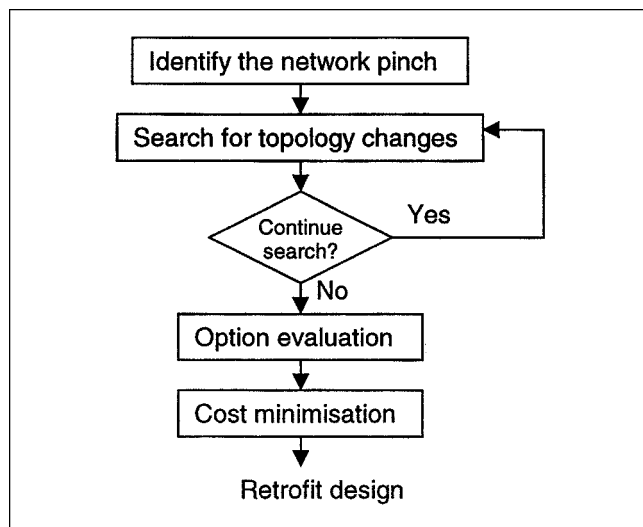 Identify the network pinch
Search for topology changes
Continue
search?
Yes
No
Option evaluation
Cost minimisation
Retrofit design